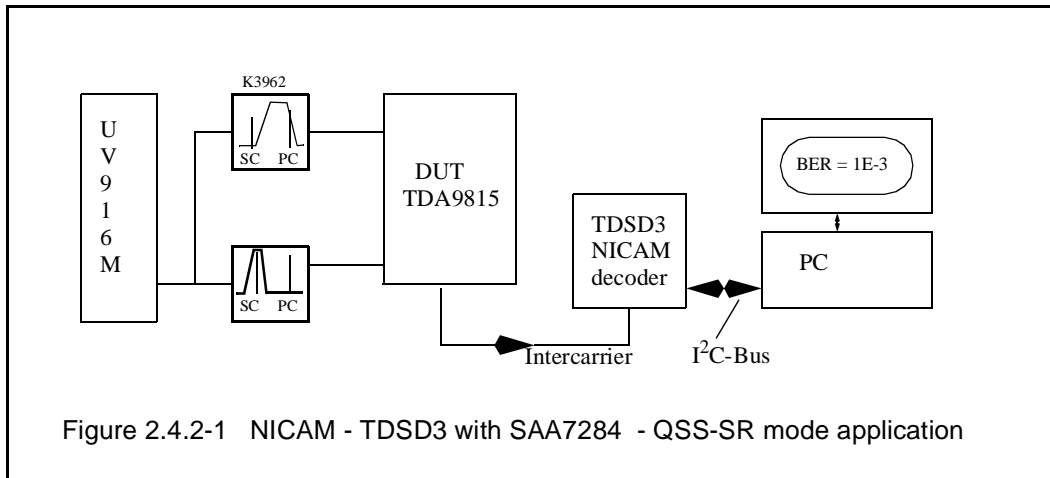 K3962
U
V
9
1
6
M
SC PC
SC PC
DUT
TDA9815
TDSD3
NICAM
decoder
BER = 1E-3
PC
Intercarrier
I²C-Bus
Figure 2.4.2-1 NICAM - TDSD3 with SAA7284 - QSS-SR mode application